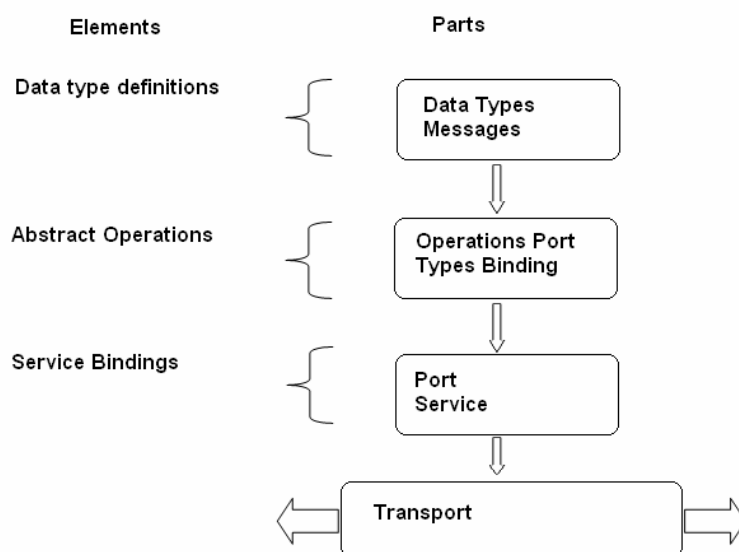 Elements Parts
Data type definitions
Data Types
Messages
Abstract Operations
Operations Port
Types Binding
Service Bindings
Port
Service
Transport